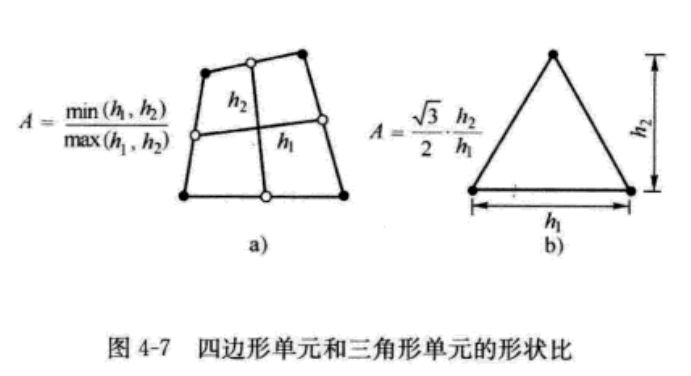 A = min (h₁, h₂) / max (h₁, h₂)
h₂
h₁
a)
A = √3/2 · h₂/h₁
h₂
h₁
b)
图 4-7 四边形单元和三角形单元的形状比